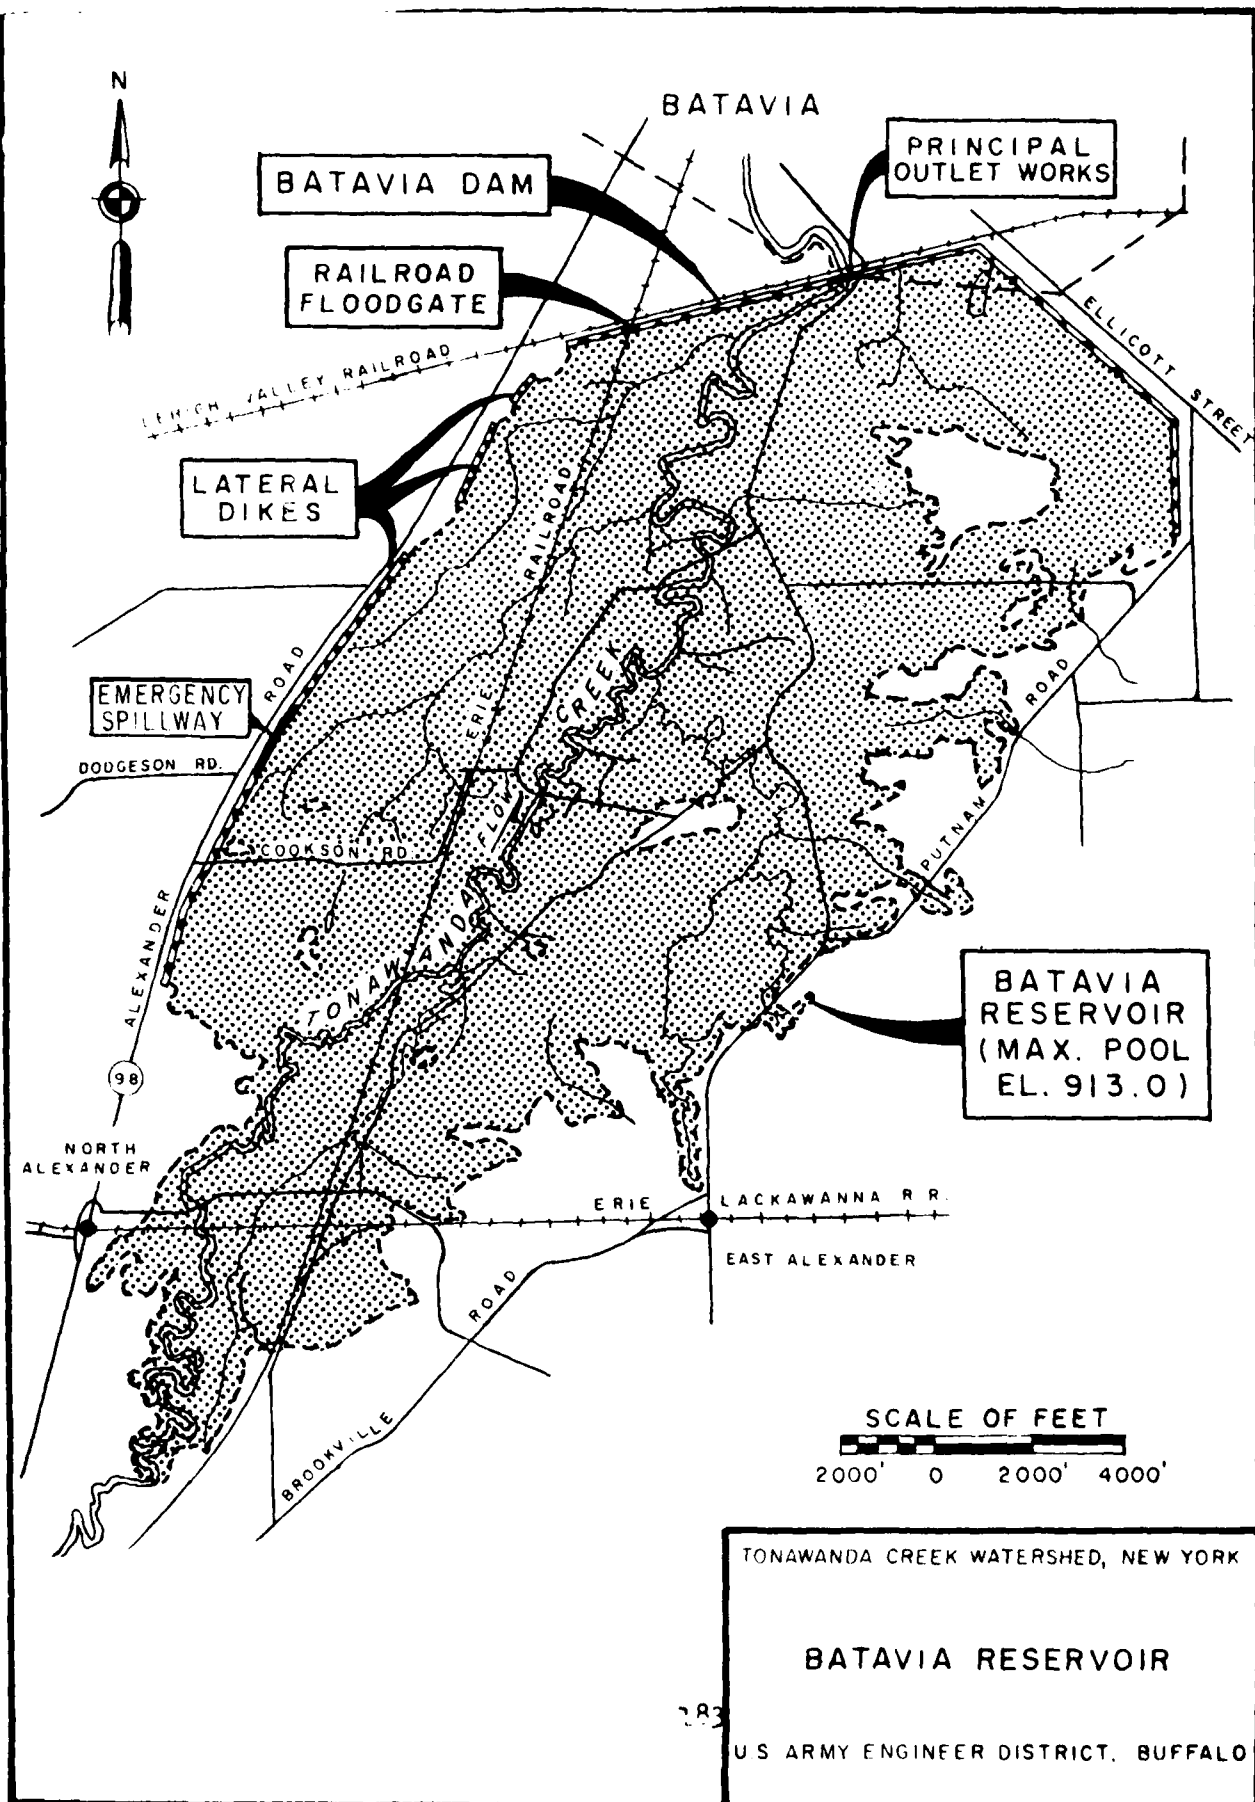 N
BATAVIA
PRINCIPAL
OUTLET WORKS
BATAVIA DAM
RAILROAD
FLOODGATE
ELLICOTT STREET
LEHIGH VALLEY RAILROAD
LATERAL
DIKES
ERIE RAILROAD
ROAD
EMERGENCY
SPILLWAY
CREEK
PUTNAM ROAD
DODGESON RD.
FLOW
COOKSON RD.
ALEXANDER
TONAWANDA
BATAVIA
RESERVOIR
(MAX. POOL
EL. 913.0)
98
NORTH
ALEXANDER
ERIE LACKAWANNA R R.
EAST ALEXANDER
BROOKVILLE ROAD
SCALE OF FEET
2000' 0 2000' 4000'
TONAWANDA CREEK WATERSHED, NEW YORK
BATAVIA RESERVOIR
U.S ARMY ENGINEER DISTRICT, BUFFALO